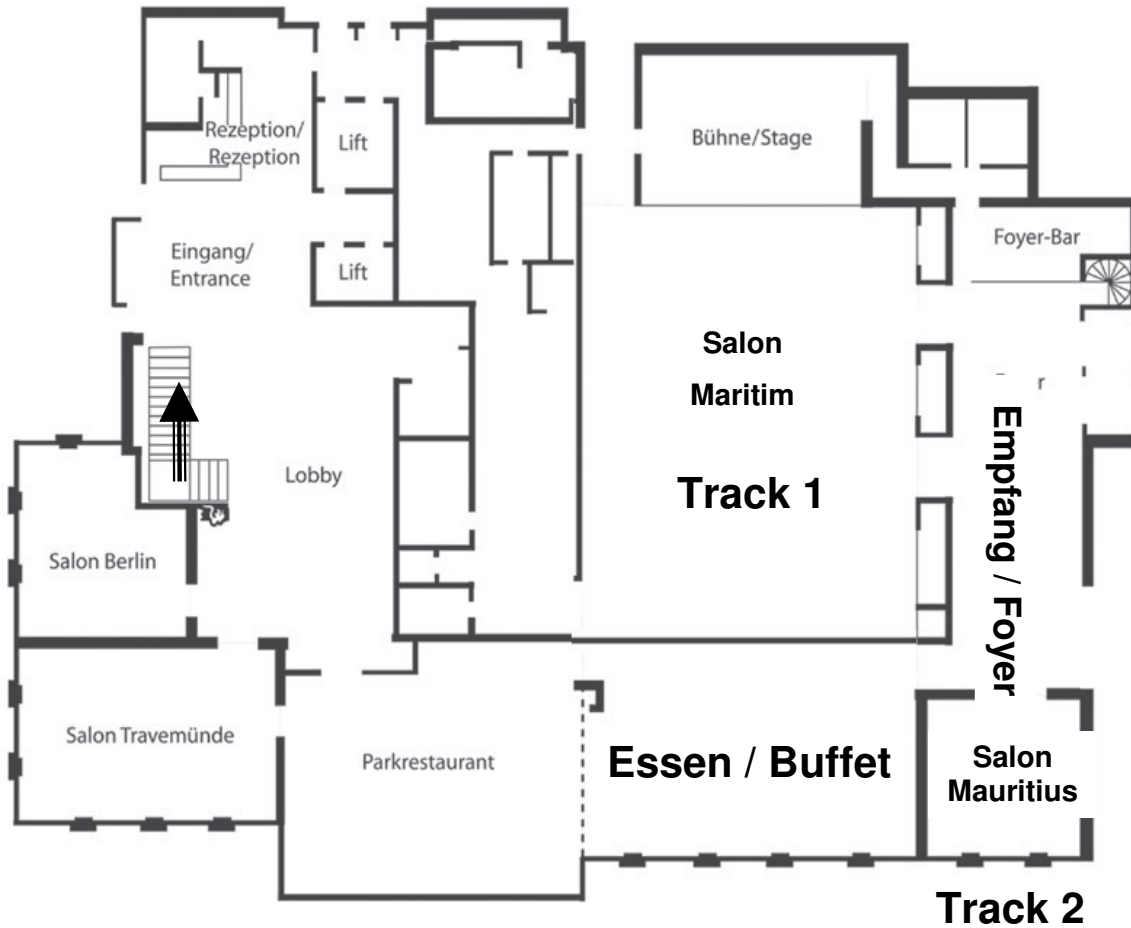 Rezeption/
Rezeption
Lift
Bühne/Stage
Eingang/
Entrance
Lift
Foyer-Bar
Salon
Maritim
Track 1
Empfang / Foyer
Lobby
Salon Berlin
Salon Travemünde
Parkrestaurant
Essen / Buffet
Salon
Mauritius
Track 2